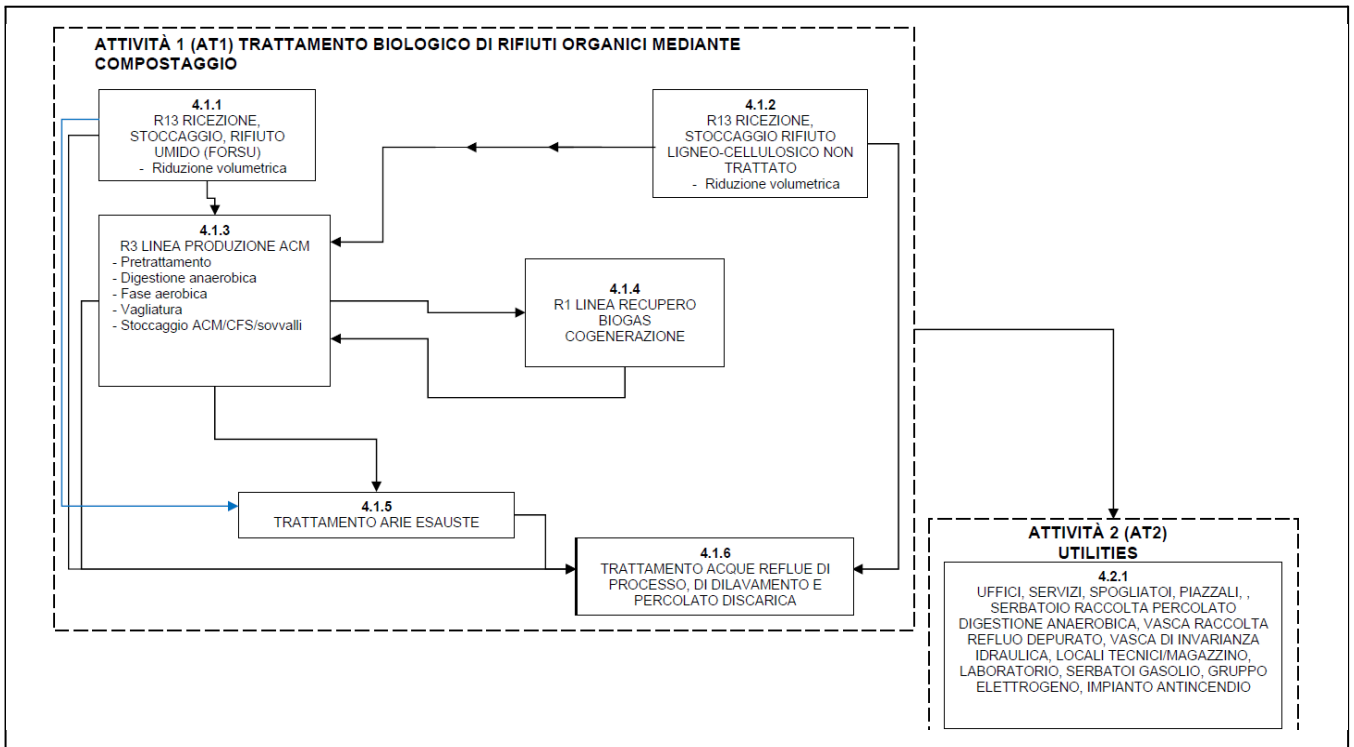 ATTIVITÀ 1 (AT1) TRATTAMENTO BIOLOGICO DI RIFIUTI ORGANICI MEDIANTE
COMPOSTAGGIO
4.1.1
R13 RICEZIONE,
STOCCAGGIO, RIFIUTO
UMIDO (FORSU)
- Riduzione volumetrica
4.1.2
R13 RICEZIONE,
STOCCAGGIO RIFIUTO
LIGNEO-CELLULOSICO NON
TRATTATO
- Riduzione volumetrica
4.1.3
R3 LINEA PRODUZIONE ACM
- Pretrattamento
- Digestione anaerobica
- Fase aerobica
- Vagliatura
- Stoccaggio ACM/CFS/sovvalli
4.1.4
R1 LINEA RECUPERO
BIOGAS
COGENERAZIONE
4.1.5
TRATTAMENTO ARIE ESAUSTE
4.1.6
TRATTAMENTO ACQUE REFLUE DI
PROCESSO, DI DILAVAMENTO E
PERCOLATO DISCARICA
ATTIVITÀ 2 (AT2)
UTILITIES
4.2.1
UFFICI, SERVIZI, SPOGLIATOI, PIAZZALI, ,
SERBATOIO RACCOLTA PERCOLATO
DIGESTIONE ANAEROBICA, VASCA RACCOLTA
REFLUO DEPURATO, VASCA DI INVARIANZA
IDRAULICA, LOCALI TECNICI/MAGAZZINO,
LABORATORIO, SERBATOI GASOLIO, GRUPPO
ELETTROGENO, IMPIANTO ANTINCENDIO